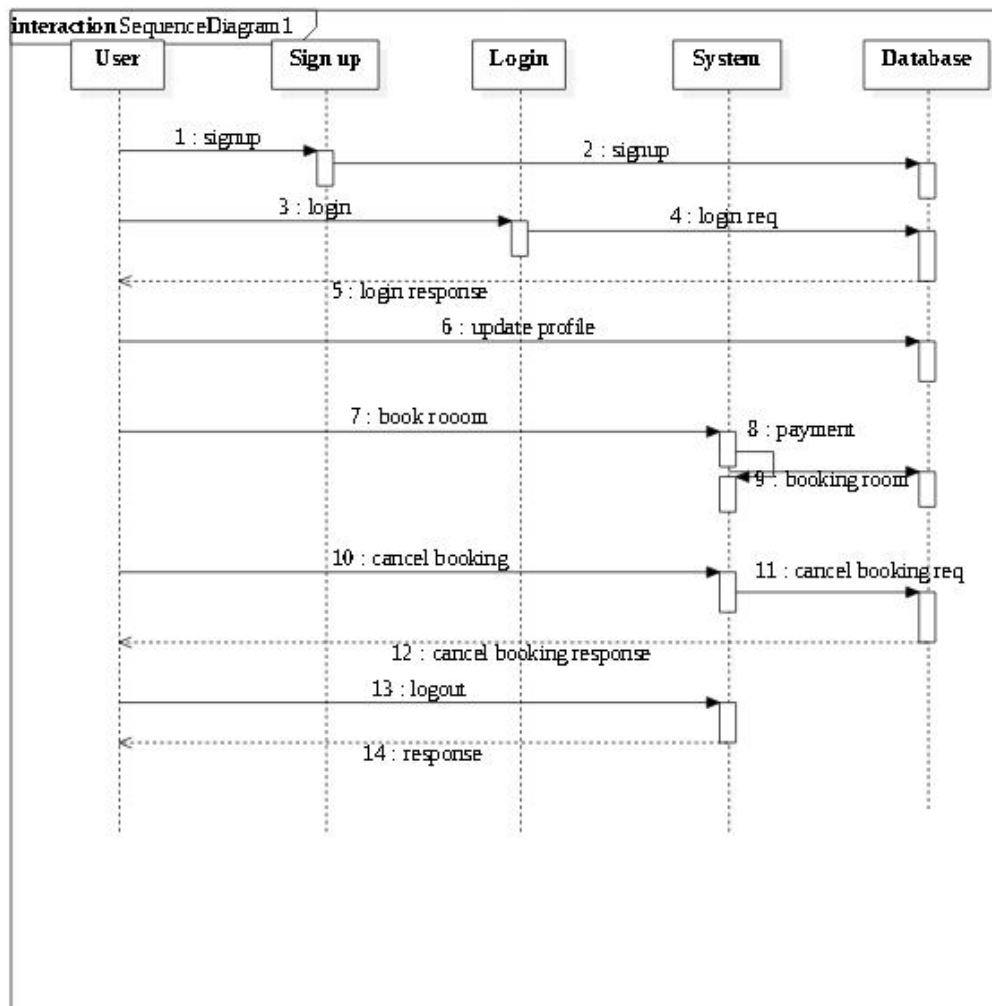 interaction SequenceDiagram1
User
Sign up
Login
System
Database
1 : signup
2 : signup
3 : login
4 : login req
5 : login response
6 : update profile
7 : book rooom
8 : payment
9 : booking room
10 : cancel booking
11 : cancel booking req
12 : cancel booking response
13 : logout
14 : response